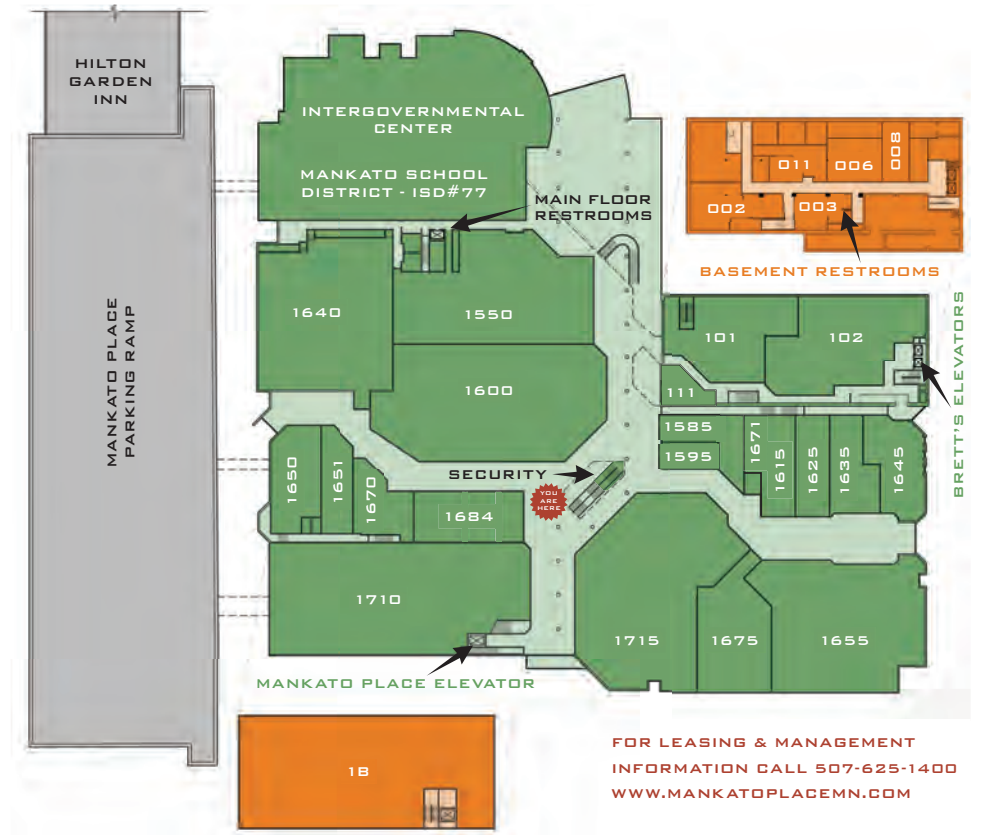 HILTON
GARDEN
INN
INTERGOVERNMENTAL
CENTER
MANKATO SCHOOL
DISTRICT - ISD#77
MAIN FLOOR
RESTROOMS
011
006
008
002
003
BASEMENT RESTROOMS
MANKATO PLACE
PARKING RAMP
1640
1550
1600
101
102
111
BRETT'S ELEVATORS
1585
1595
1671
1615
1625
1635
1645
1650
1651
1670
1684
SECURITY
YOU
ARE
HERE
1710
1715
1675
1655
MANKATO PLACE ELEVATOR
1B
FOR LEASING & MANAGEMENT
INFORMATION CALL 507-625-1400
WWW.MANKATOPLACEMN.COM